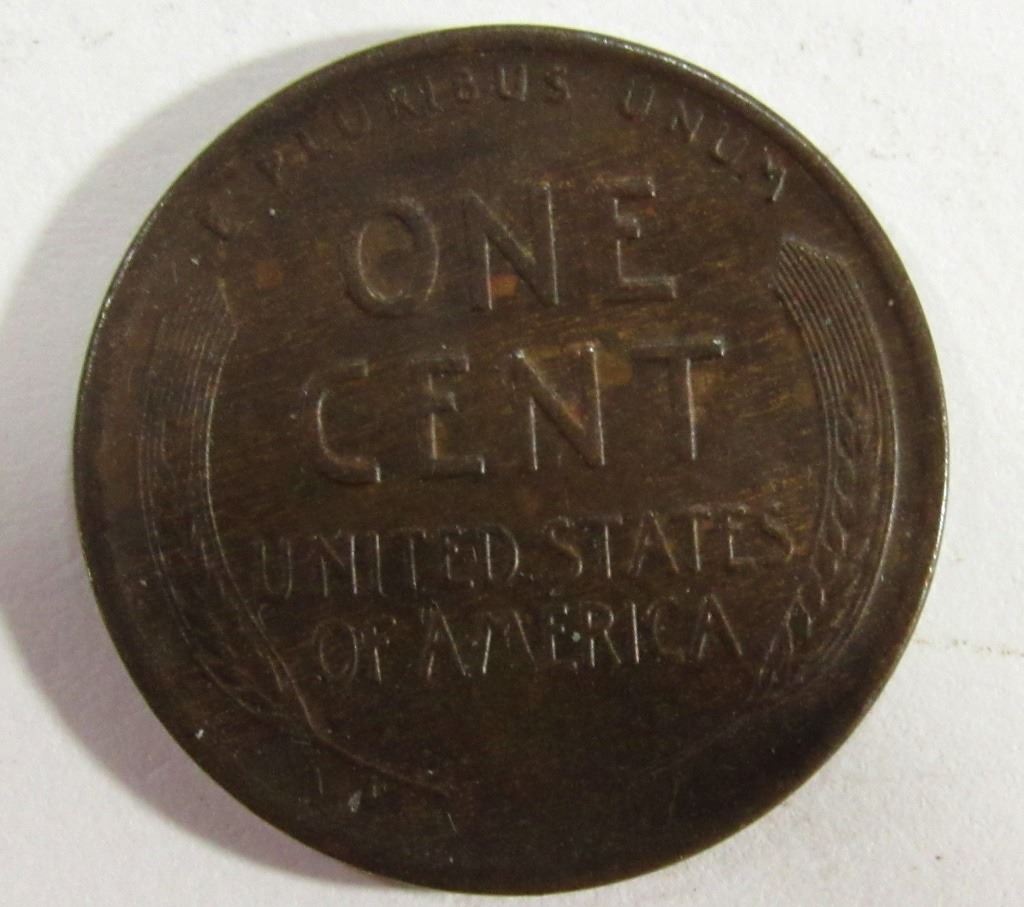 E PLURIBUS UNUM
ONE
CENT
UNITED STATES
OF AMERICA